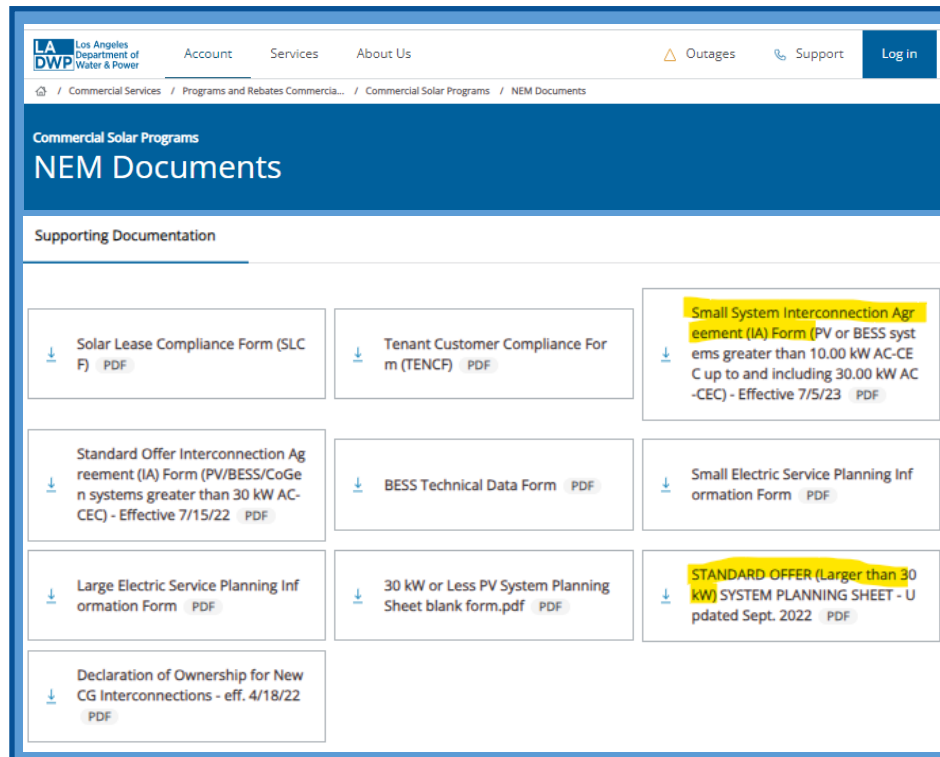 LA DWP Los Angeles Department of Water & Power
Account Services About Us Outages Support Log in
/ Commercial Services / Programs and Rebates Commercia... / Commercial Solar Programs / NEM Documents
Commercial Solar Programs
NEM Documents
Supporting Documentation
Solar Lease Compliance Form (SLC
F) PDF
Tenant Customer Compliance For
m (TENCF) PDF
Small System Interconnection Agr
eement (IA) Form (PV or BESS syst
ems greater than 10.00 kW AC-CE
C up to and including 30.00 kW AC
-CEC) - Effective 7/5/23 PDF
Standard Offer Interconnection Ag
reement (IA) Form (PV/BESS/CoGe
n systems greater than 30 kW AC-
CEC) - Effective 7/15/22 PDF
BESS Technical Data Form PDF
Small Electric Service Planning Inf
ormation Form PDF
Large Electric Service Planning Inf
ormation Form PDF
30 kW or Less PV System Planning
Sheet blank form.pdf PDF
STANDARD OFFER (Larger than 30
kW) SYSTEM PLANNING SHEET - U
pdated Sept. 2022 PDF
Declaration of Ownership for New
CG Interconnections - eff. 4/18/22
PDF